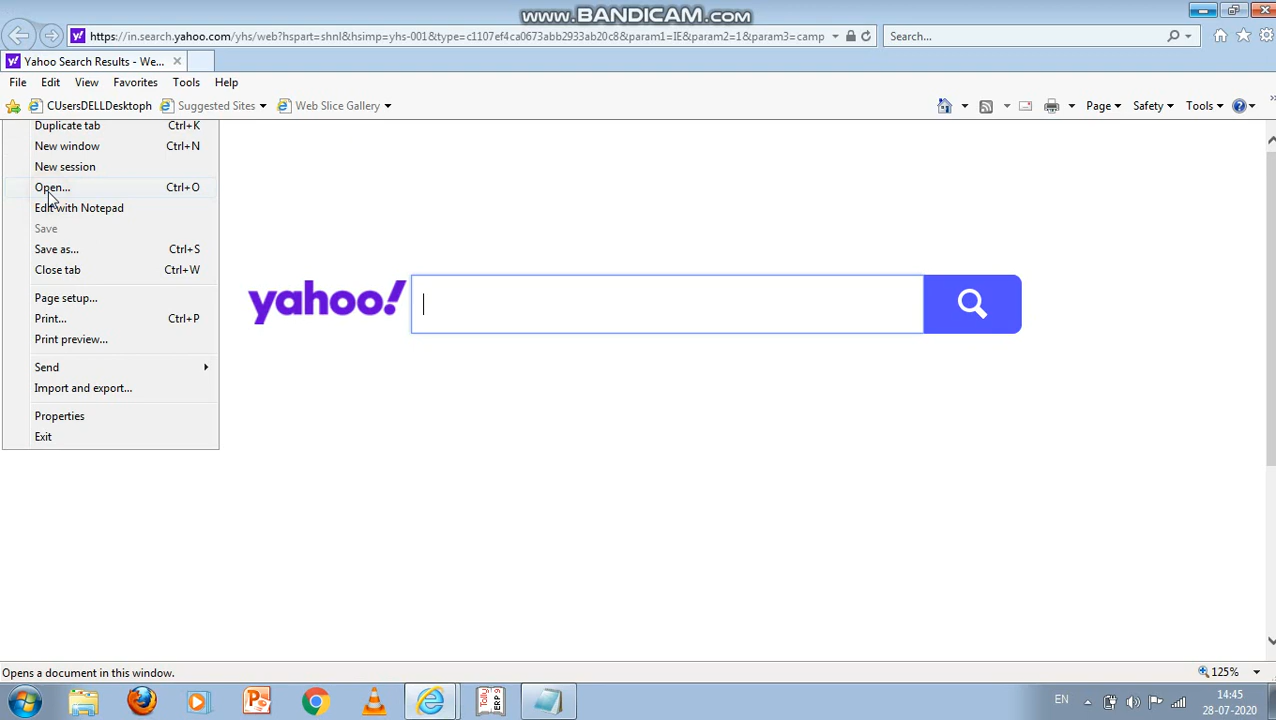 www.BANDICAM.com
https://in.search.yahoo.com/yhs/web?hspart=shnl&hsimp=yhs-001&type=c1107ef4ca0673abb2933ab20c8&param1=IE&param2=1&param3=camp
Search...
Yahoo Search Results - We...
File Edit View Favorites Tools Help
CUsersDELLDesktoph Suggested Sites Web Slice Gallery Page Safety Tools
Duplicate tab Ctrl+K
New window Ctrl+N
New session
Open... Ctrl+O
Edit with Notepad
Save
Save as... Ctrl+S
Close tab Ctrl+W
Page setup...
Print... Ctrl+P
Print preview...
Send
Import and export...
Properties
Exit
yahoo!
Opens a document in this window.
125%
Tally ERP 9
EN
14:45
28-07-2020